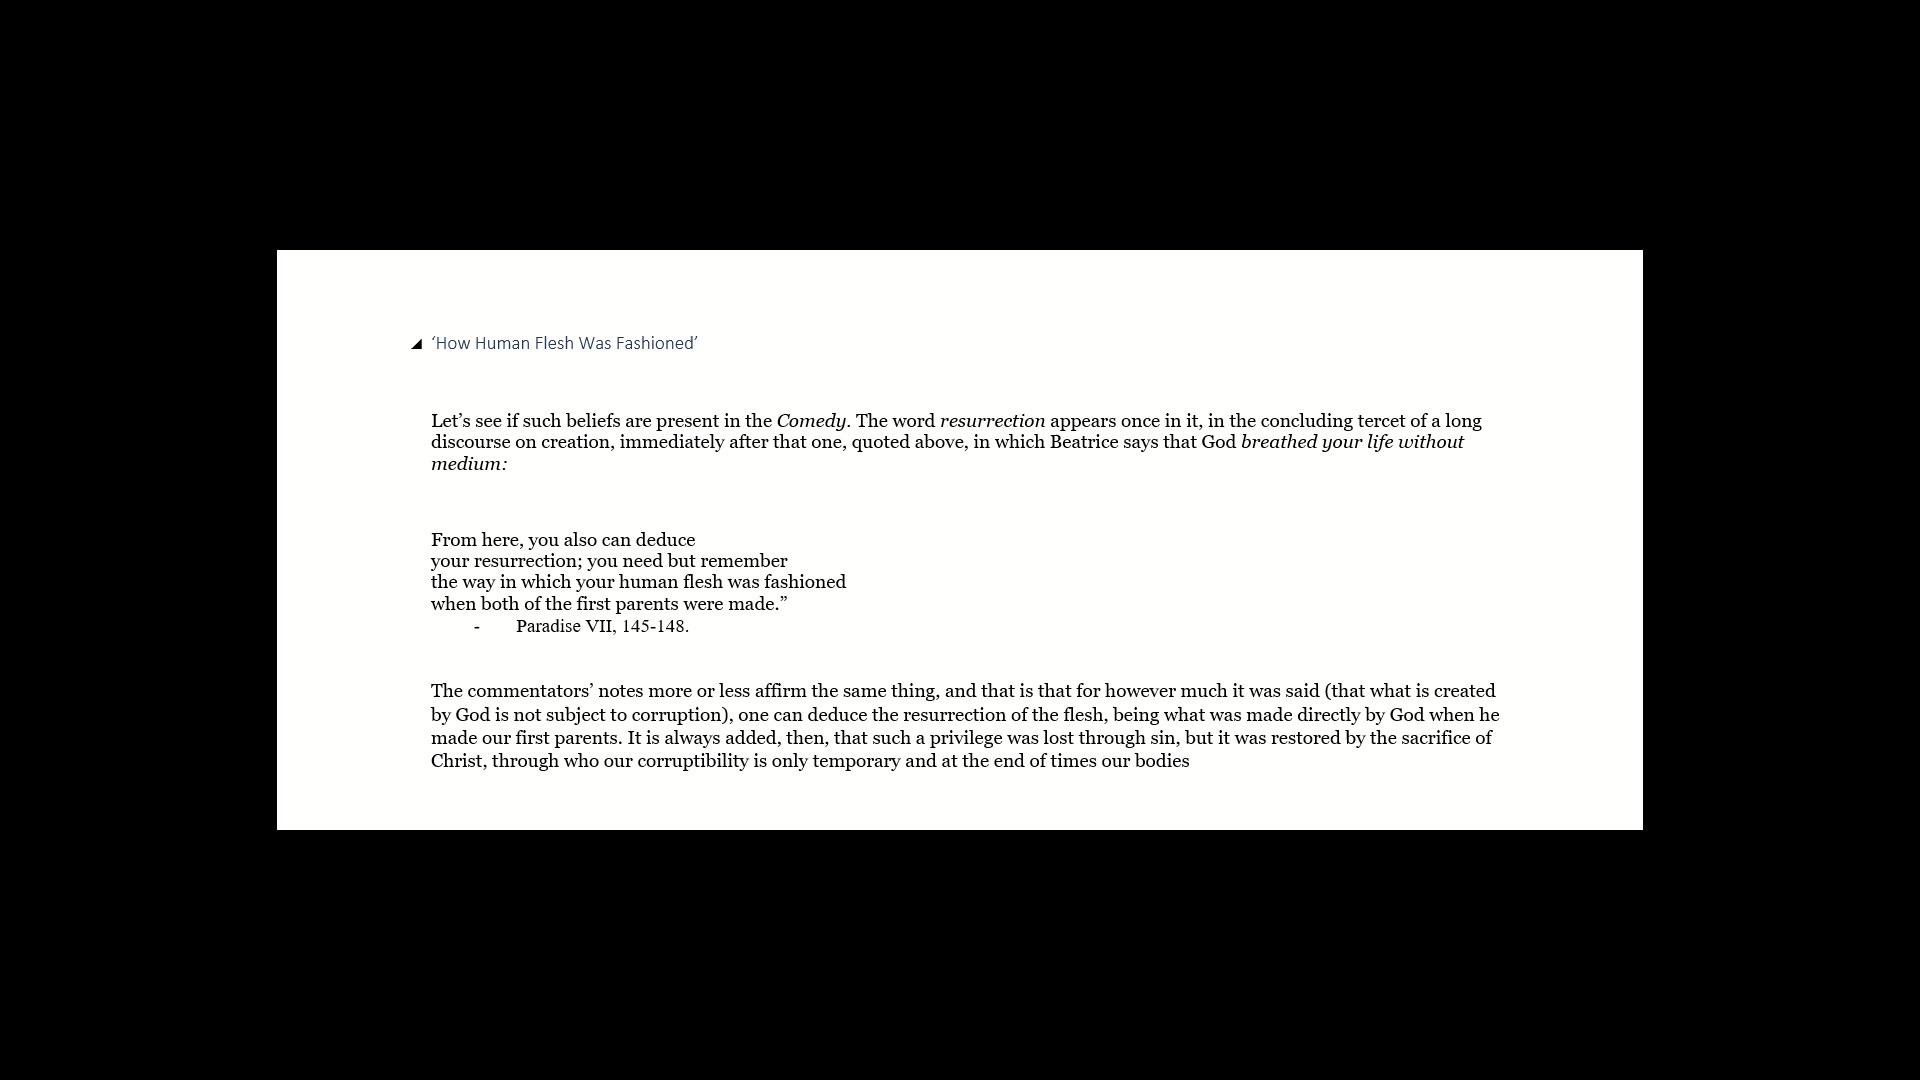 ‘How Human Flesh Was Fashioned’
Let’s see if such beliefs are present in the Comedy. The word resurrection appears once in it, in the concluding tercet of a long
discourse on creation, immediately after that one, quoted above, in which Beatrice says that God breathed your life without
medium:
From here, you also can deduce
your resurrection; you need but remember
the way in which your human flesh was fashioned
when both of the first parents were made.”
- Paradise VII, 145-148.
The commentators’ notes more or less affirm the same thing, and that is that for however much it was said (that what is created
by God is not subject to corruption), one can deduce the resurrection of the flesh, being what was made directly by God when he
made our first parents. It is always added, then, that such a privilege was lost through sin, but it was restored by the sacrifice of
Christ, through who our corruptibility is only temporary and at the end of times our bodies